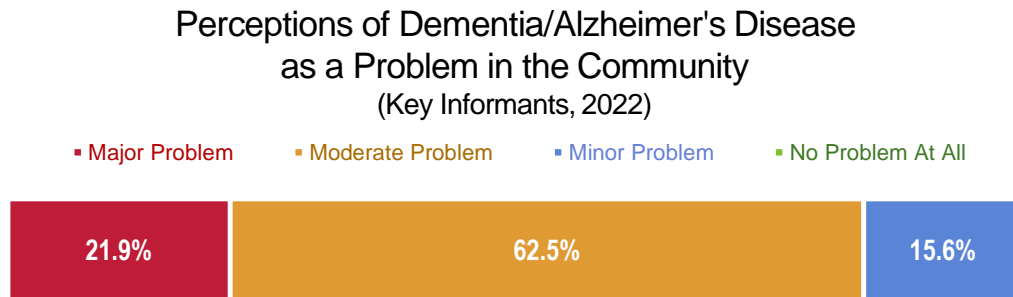 Perceptions of Dementia/Alzheimer's Disease
as a Problem in the Community
(Key Informants, 2022)
Major Problem Moderate Problem Minor Problem No Problem At All
21.9% 62.5% 15.6%